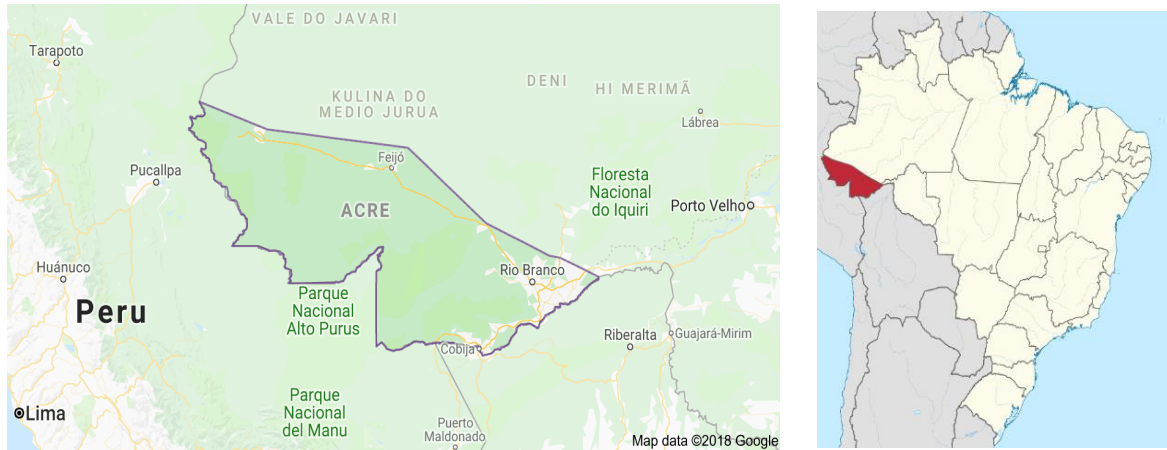 VALE DO JAVARI
Tarapoto
DENI
HI MERIMÃ
KULINA DO
MEDIO JURUA
Lábrea
Feijó
Pucallpa
Floresta
Nacional
do Iquiri
ACRE
Porto Velho
Huánuco
Rio Branco
Peru
Parque
Nacional
Alto Purus
Riberalta
Guajará-Mirim
Cobija
Parque
Nacional
del Manu
Lima
Puerto
Maldonado
Map data ©2018 Google